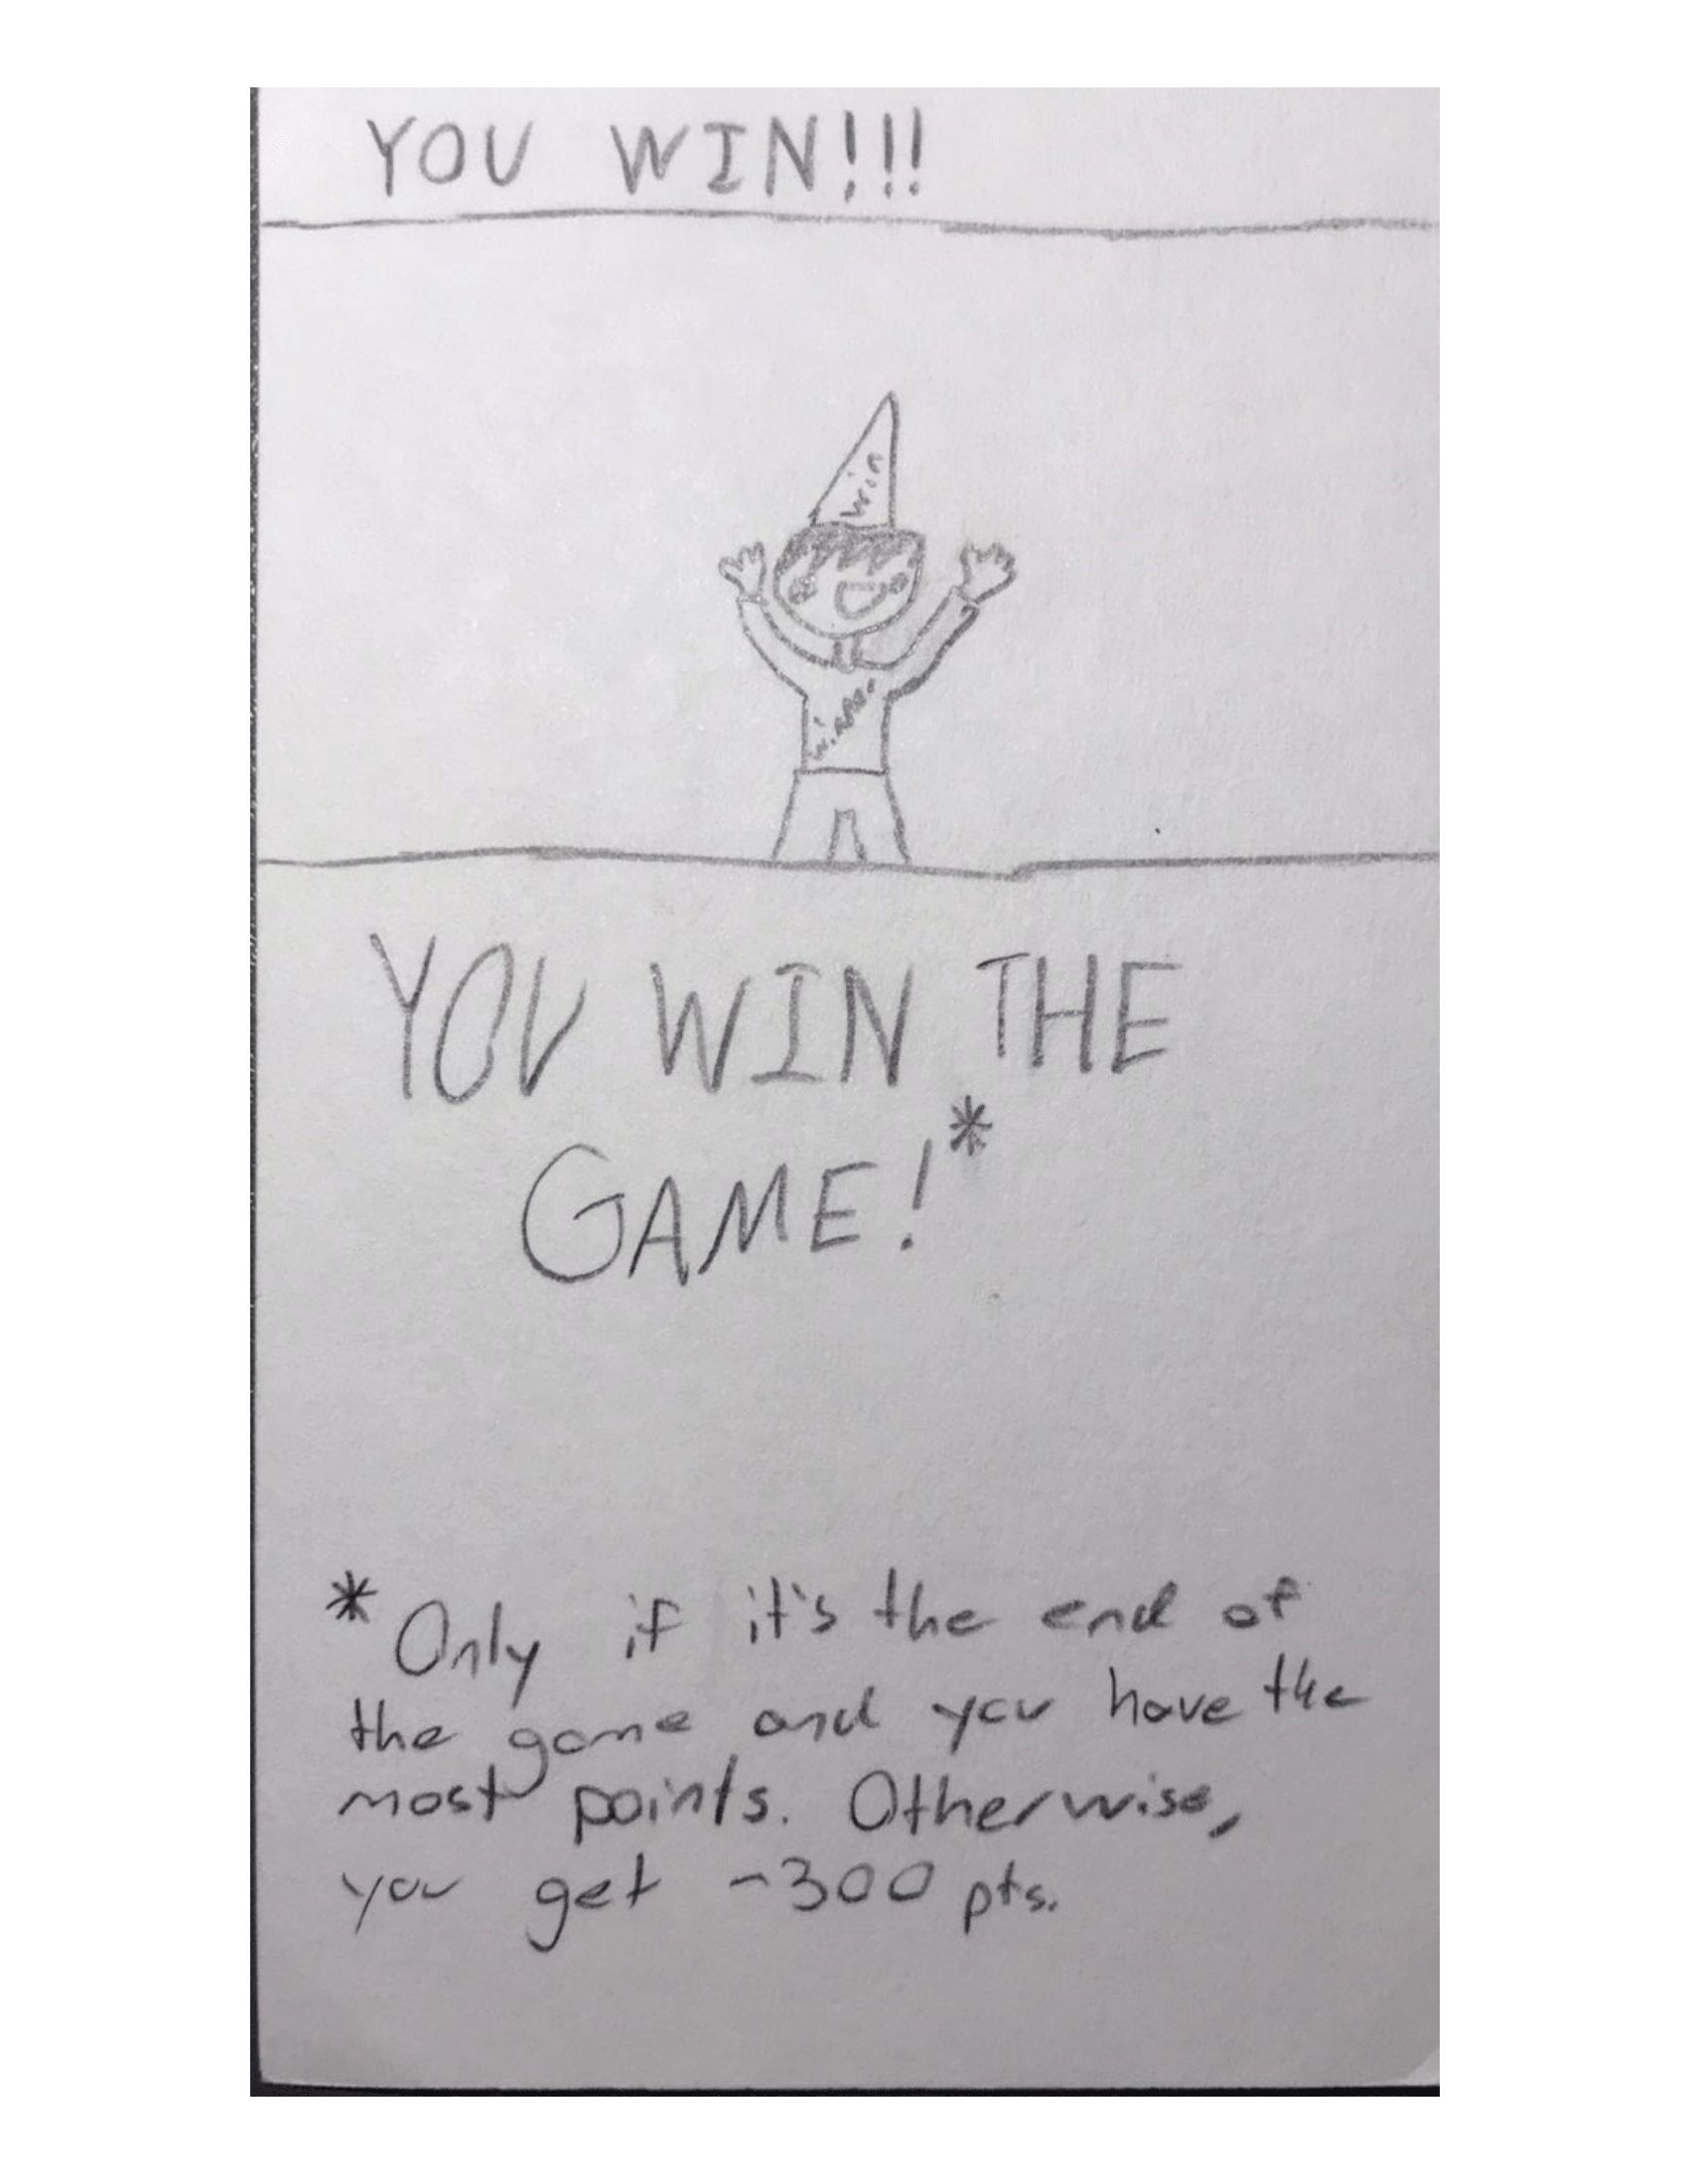 YOU WIN!!!
win
winner
YOU WIN THE
GAME!*
*Only if it's the end of
the game and you have the
most points. Otherwise,
you get -300 pts.